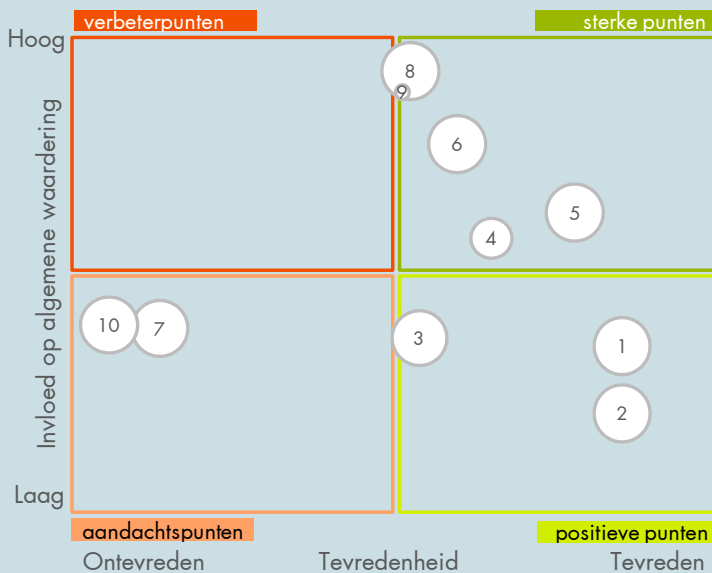 verbeterpunten
sterke punten
Hoog
8
9
6
5
4
Invloed op algemene waardering
10
7
3
1
2
Laag
aandachtspunten
positieve punten
Ontevreden
Tevredenheid
Tevreden